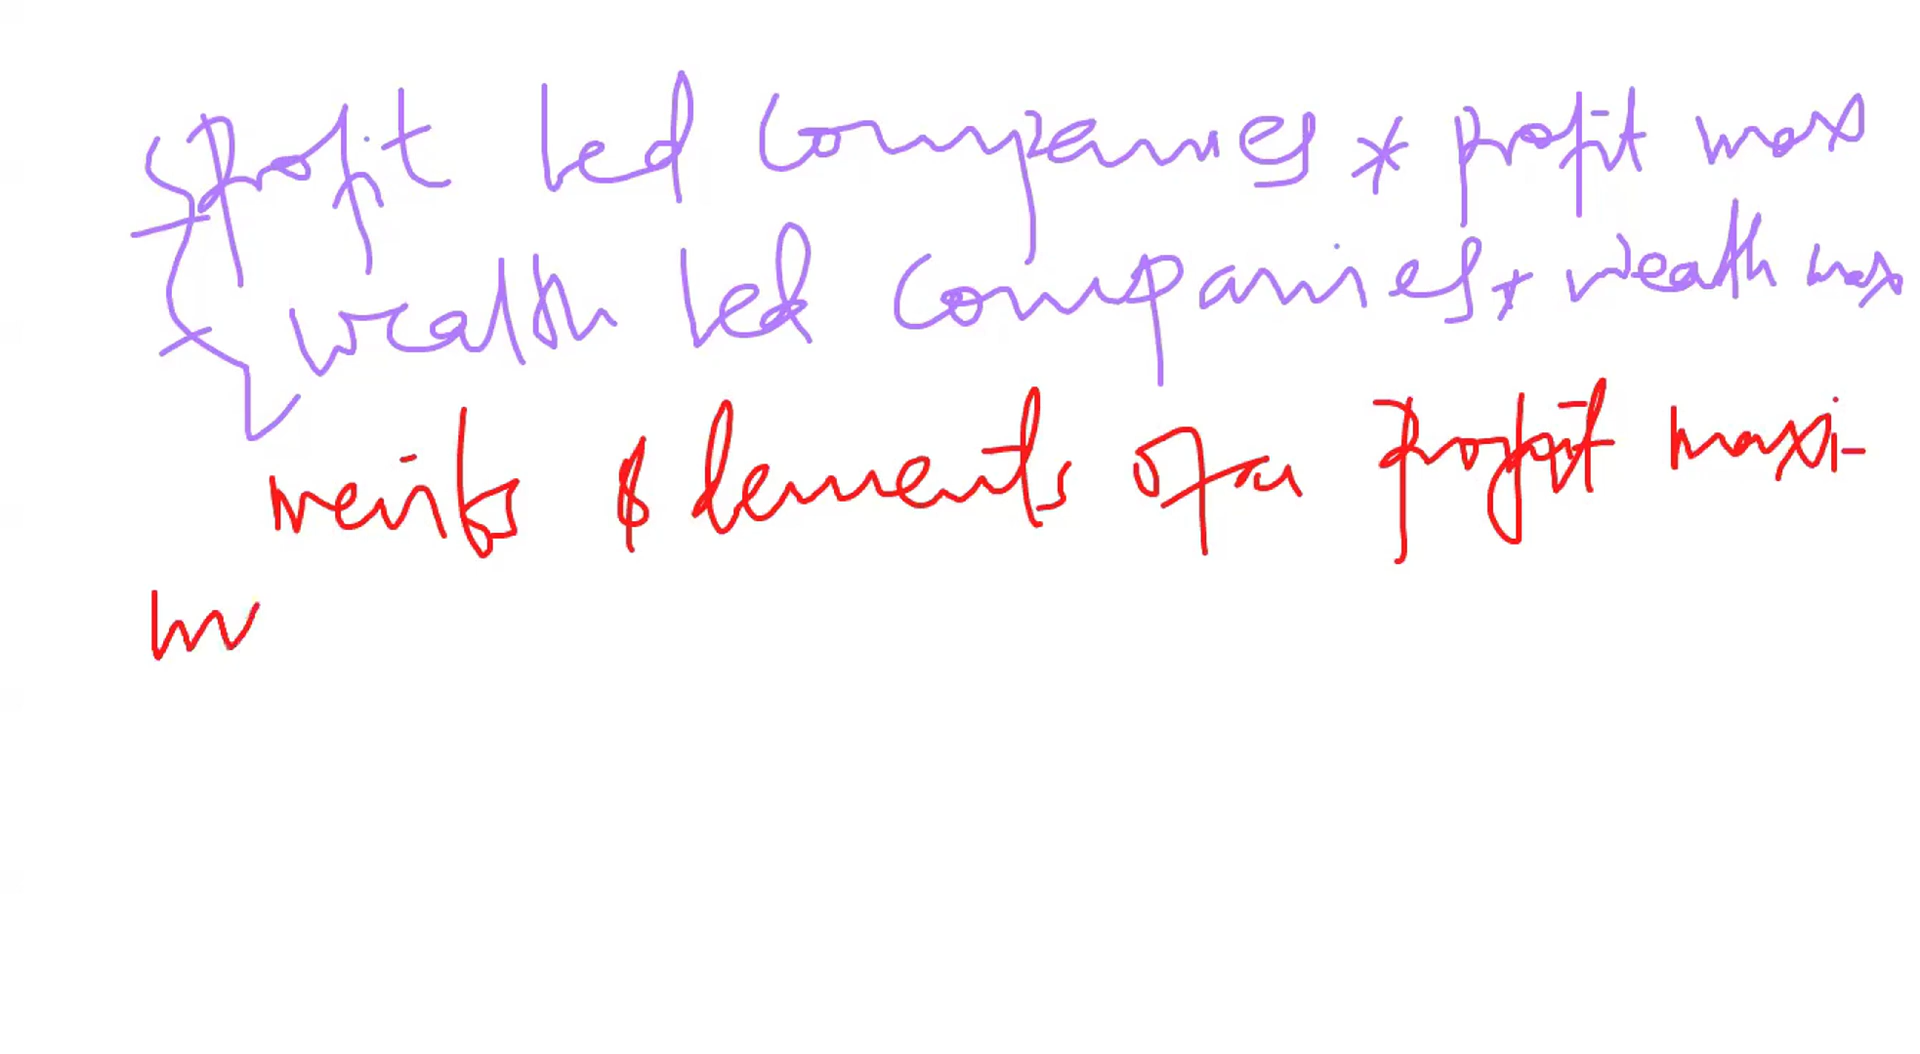 profit led companies * profit max
wealth led companies * wealth max
merits & demerits of a profit maxi-
m